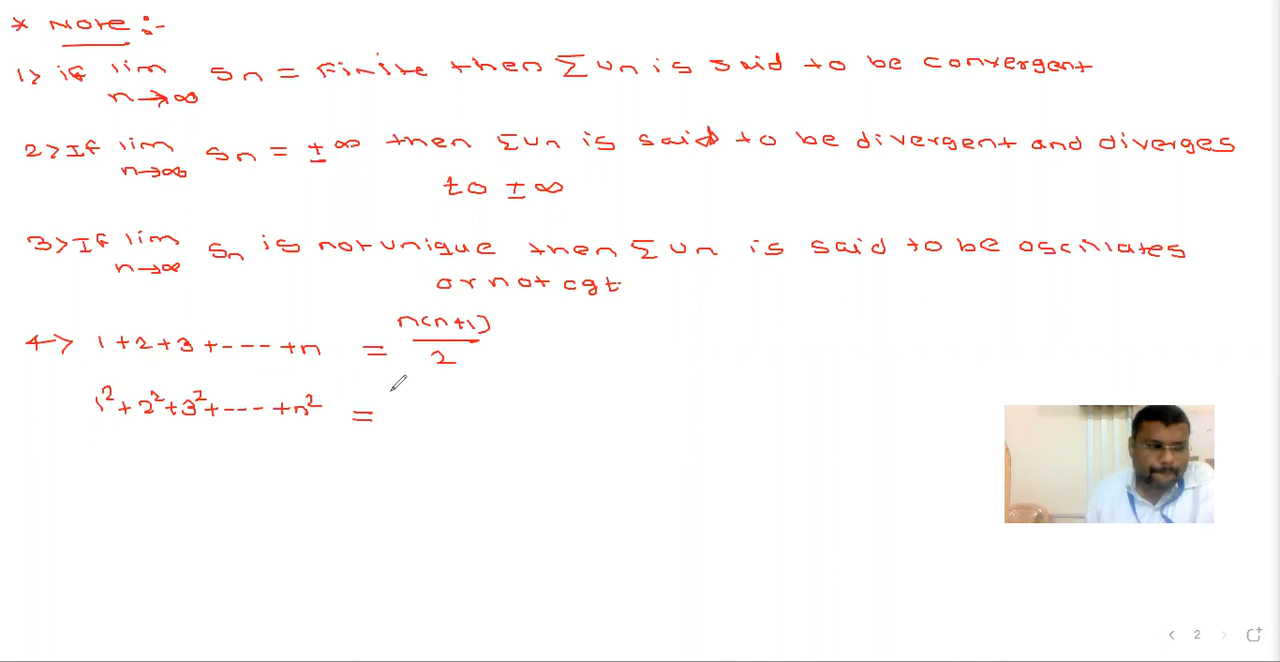 * Note :-
1> if lim n→∞ Sn = Finite then Σ un is said to be convergent
2> If lim n→∞ Sn = ± ∞ then Σun is said to be divergent and diverges
to ± ∞
3> If lim n→∞ Sn is not unique then Σ un is said to be oscillates
or not cgt.
4> 1 + 2 + 3 + ---- + n = n(n+1) / 2
1² + 2² + 3² + ---- + n² =
< 2 >